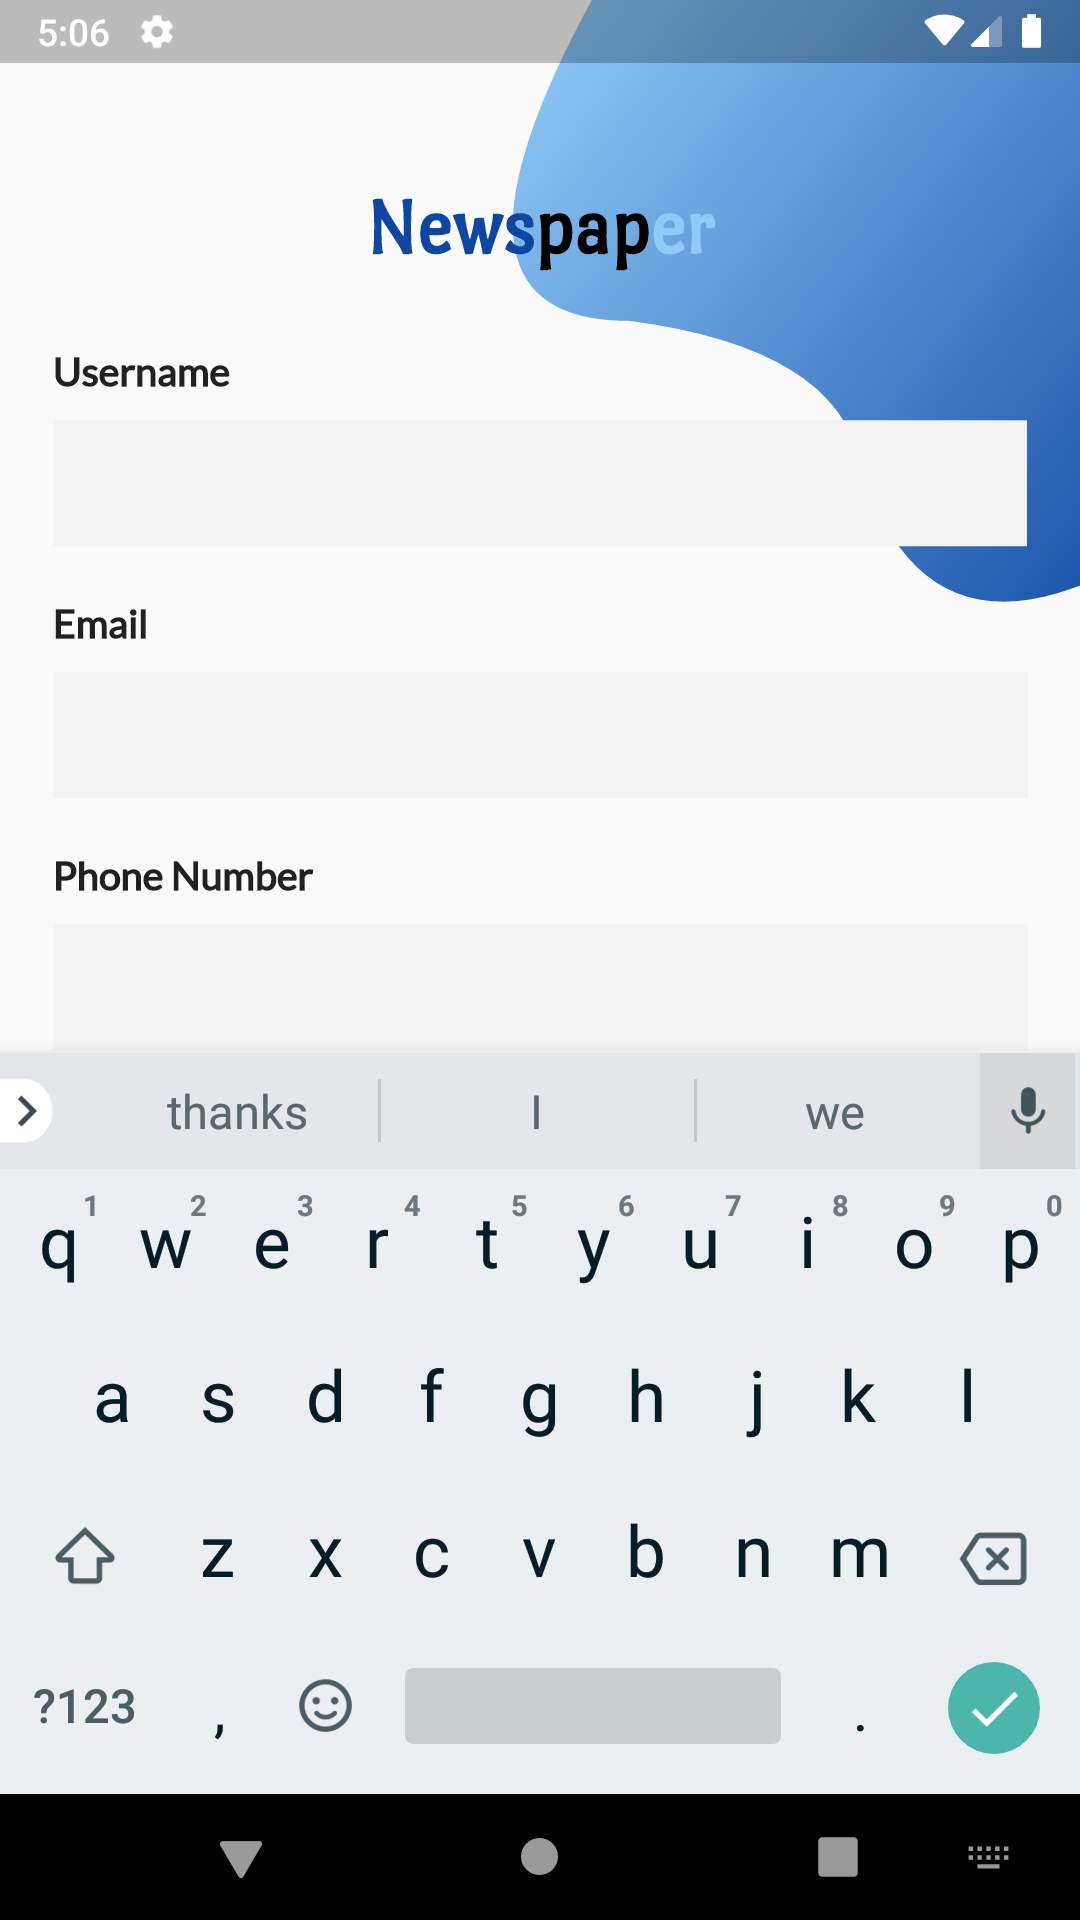 5:06
Newspaper
Username
Email
Phone Number
thanks I we
1 2 3 4 5 6 7 8 9 0
q w e r t y u i o p
a s d f g h j k l
z x c v b n m
?123 , .